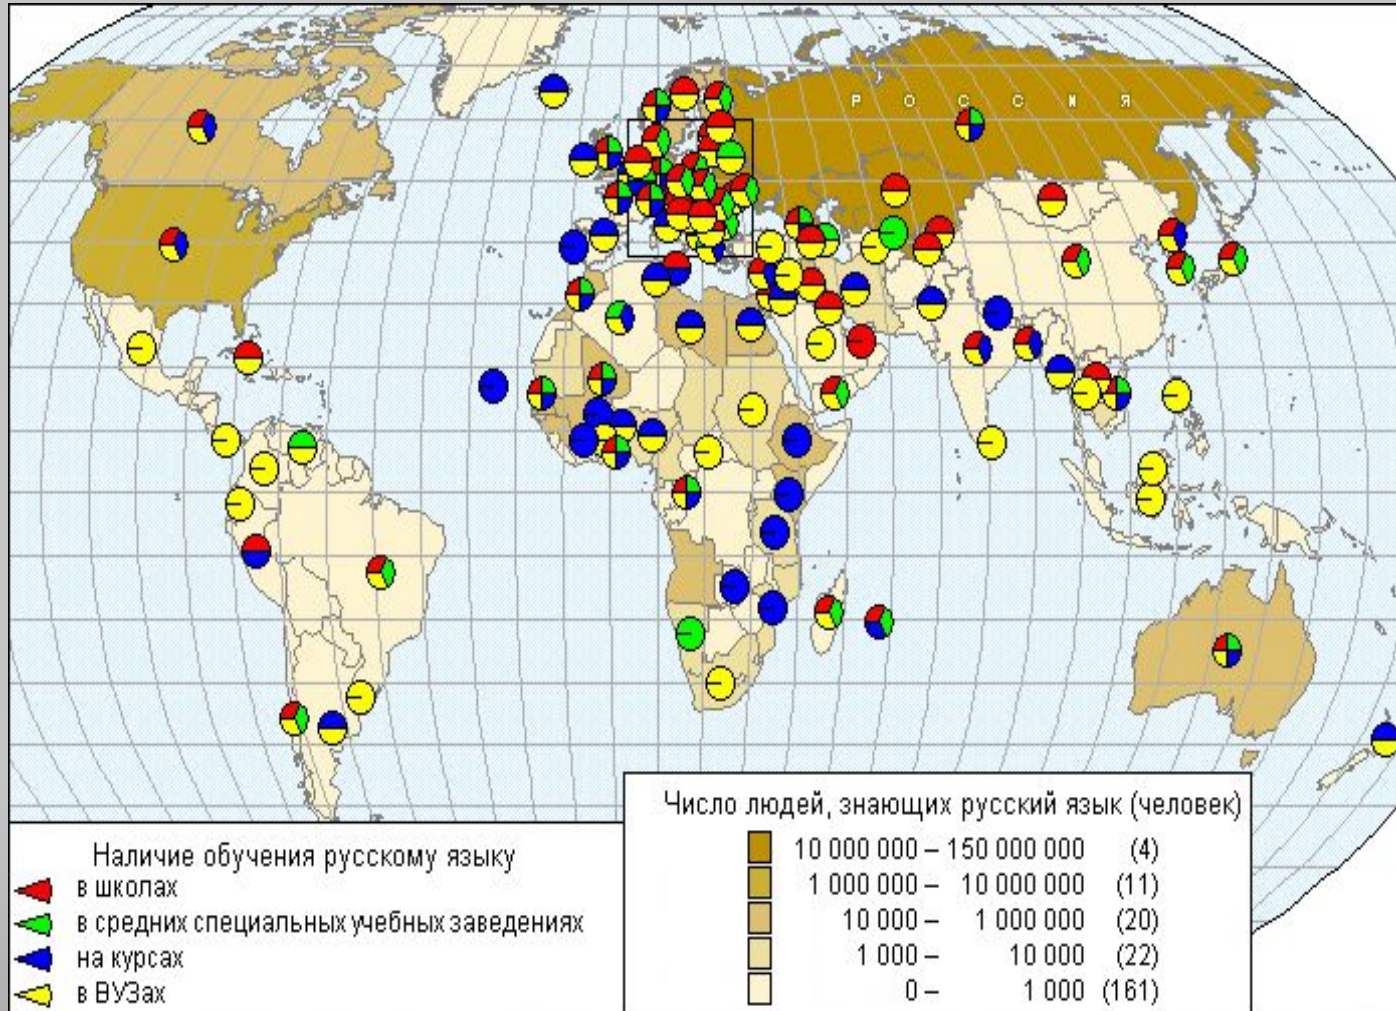 РОССИЯ
Число людей, знающих русский язык (человек)
10 000 000 – 150 000 000 (4)
1 000 000 – 10 000 000 (11)
10 000 – 1 000 000 (20)
1 000 – 10 000 (22)
0 – 1 000 (161)
Наличие обучения русскому языку
в школах
в средних специальных учебных заведениях
на курсах
в ВУЗах